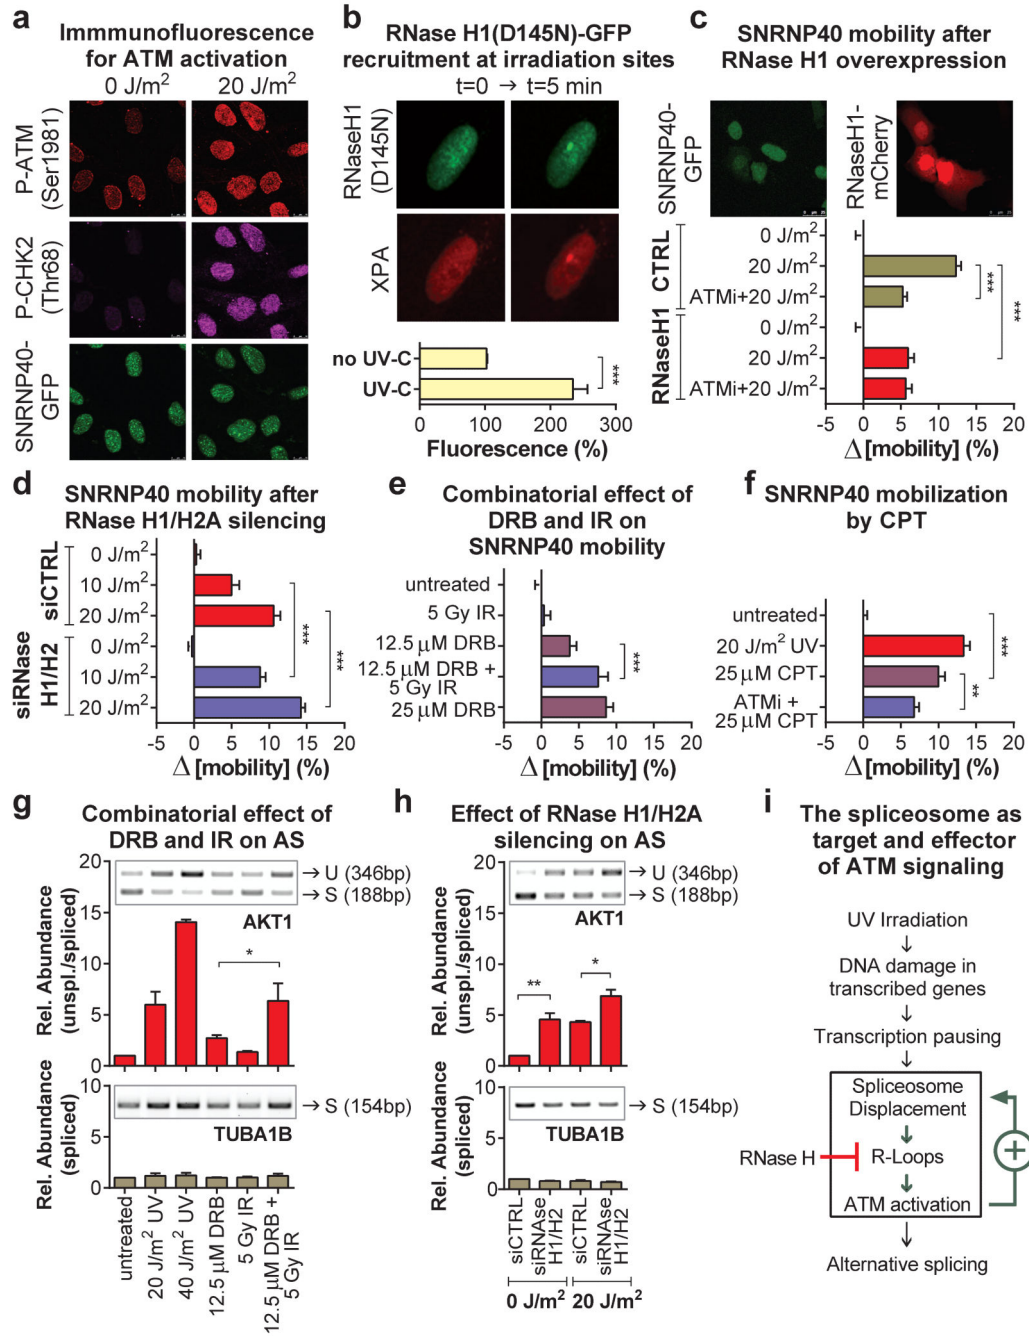 a
Immmunofluorescence
for ATM activation
0 J/m2 20 J/m2
P-ATM
(Ser1981)
P-CHK2
(Thr68)
SNRNP40-
GFP
b
RNase H1(D145N)-GFP
recruitment at irradiation sites
t=0 → t=5 min
RNaseH1
(D145N)
XPA
no UV-C
UV-C
***
0 100 200 300
Fluorescence (%)
c
SNRNP40 mobility after
RNase H1 overexpression
SNRNP40-
GFP
RNaseH1-
mCherry
CTRL
0 J/m2
20 J/m2
ATMi+20 J/m2
RNaseH1
0 J/m2
20 J/m2
ATMi+20 J/m2
***
***
-5 0 5 10 15 20
Δ [mobility] (%)
d
SNRNP40 mobility after
RNase H1/H2A silencing
siCTRL
0 J/m2
10 J/m2
20 J/m2
siRNase
H1/H2
0 J/m2
10 J/m2
20 J/m2
***
***
-5 0 5 10 15 20
Δ [mobility] (%)
e
Combinatorial effect of
DRB and IR on
SNRNP40 mobility
untreated
5 Gy IR
12.5 µM DRB
12.5 µM DRB +
5 Gy IR
25 µM DRB
***
-5 0 5 10 15 20
Δ [mobility] (%)
f
SNRNP40 mobilization
by CPT
untreated
20 J/m2 UV
25 µM CPT
ATMi +
25 µM CPT
***
**
-5 0 5 10 15 20
Δ [mobility] (%)
g
Combinatorial effect of
DRB and IR on AS
Rel. Abundance
(unspl./spliced)
20
15
10
5
0
→ U (346bp)
→ S (188bp)
AKT1
*
Rel. Abundance
(spliced)
10
5
0
→ S (154bp)
TUBA1B
untreated
20 J/m2 UV
40 J/m2 UV
12.5 µM DRB
5 Gy IR
12.5 µM DRB +
5 Gy IR
h
Effect of RNase H1/H2A
silencing on AS
Rel. Abundance
(unspl./spliced)
20
15
10
5
0
→ U (346bp)
→ S (188bp)
AKT1
**
*
Rel. Abundance
(spliced)
10
5
0
→ S (154bp)
TUBA1B
siCTRL
siRNAse
H1/H2
siCTRL
siRNAse
H1/H2
0 J/m2 20 J/m2
i
The spliceosome as
target and effector
of ATM signaling
UV Irradiation
↓
DNA damage in
transcribed genes
↓
Transcription pausing
↓
Spliceosome
Displacement
↓
RNase H R-Loops
↓
ATM activation
+
↓
Alternative splicing